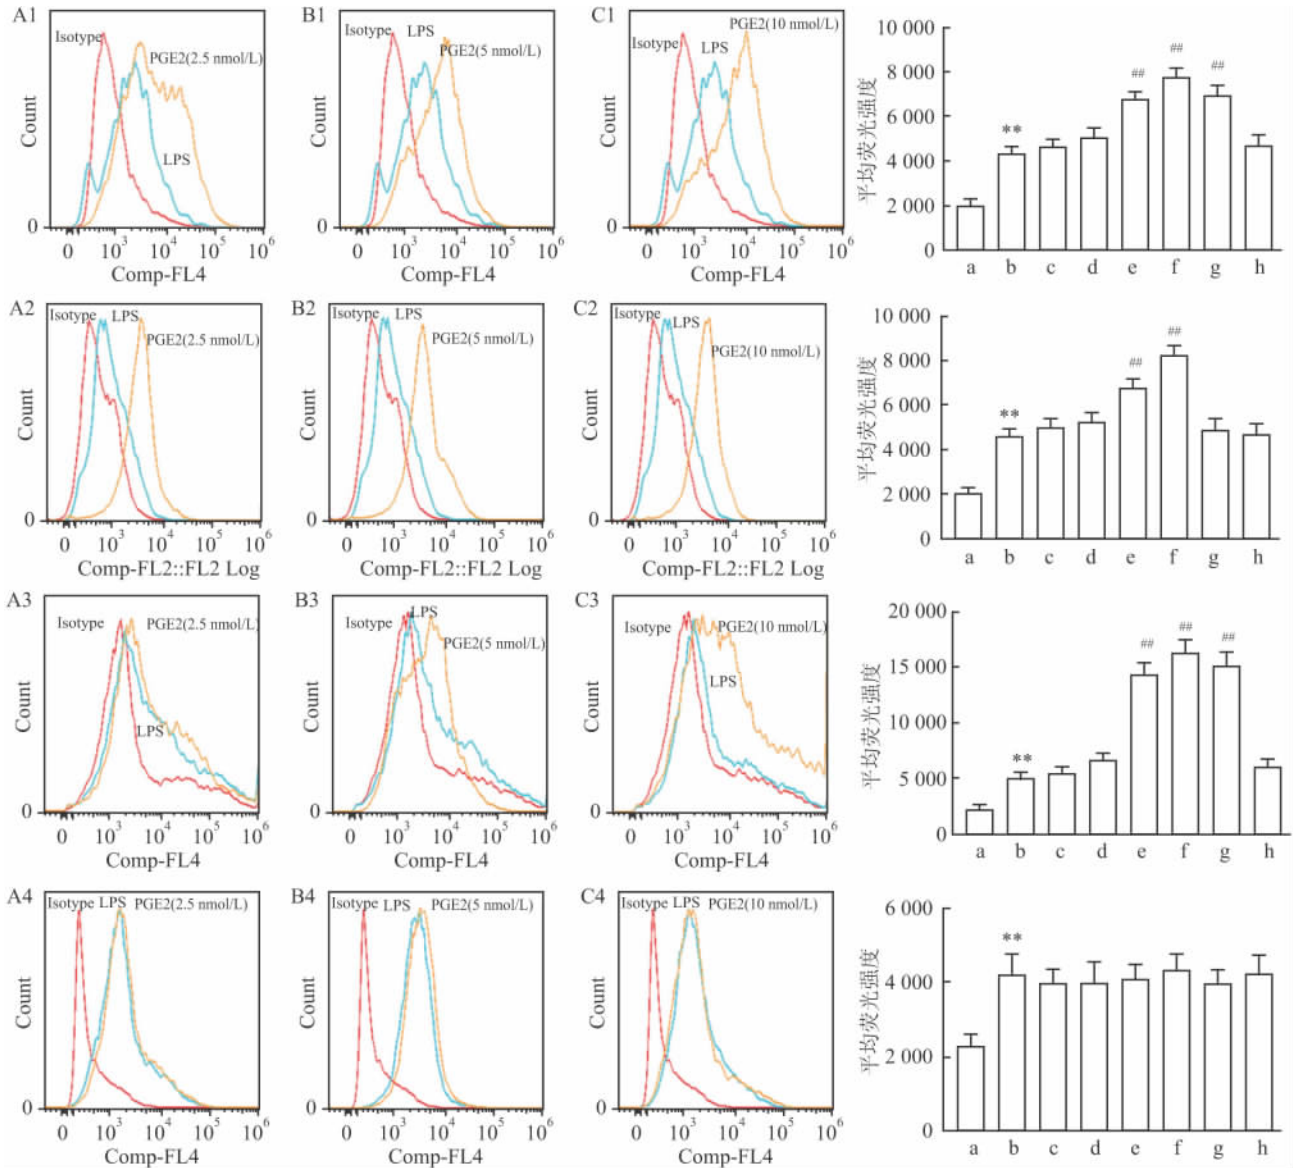 A1
Isotype
PGE2(2.5 nmol/L)
LPS
Count
0
0 10³ 10⁴ 10⁵ 10⁶
Comp-FL4
B1
Isotype LPS
PGE2(5 nmol/L)
Count
0
0 10³ 10⁴ 10⁵ 10⁶
Comp-FL4
C1
PGE2(10 nmol/L)
Isotype LPS
Count
0
0 10³ 10⁴ 10⁵ 10⁶
Comp-FL4
平均荧光强度
10 000
8 000
6 000
4 000
2 000
0
** ## ## ##
a b c d e f g h
A2
Isotype LPS
PGE2(2.5 nmol/L)
Count
0
0 10³ 10⁴ 10⁵ 10⁶
Comp-FL2::FL2 Log
B2
Isotype LPS
PGE2(5 nmol/L)
Count
0
0 10³ 10⁴ 10⁵ 10⁶
Comp-FL2::FL2 Log
C2
Isotype LPS
PGE2(10 nmol/L)
Count
0
0 10³ 10⁴ 10⁵ 10⁶
Comp-FL2::FL2 Log
平均荧光强度
10 000
8 000
6 000
4 000
2 000
0
** ## ##
a b c d e f g h
A3
Isotype PGE2(2.5 nmol/L)
LPS
Count
0
0 10³ 10⁴ 10⁵ 10⁶
Comp-FL4
B3
LPS
Isotype
PGE2(5 nmol/L)
Count
0
0 10³ 10⁴ 10⁵ 10⁶
Comp-FL4
C3
Isotype PGE2(10 nmol/L)
LPS
Count
0
0 10³ 10⁴ 10⁵ 10⁶
Comp-FL4
平均荧光强度
20 000
15 000
10 000
5 000
0
** ## ## ##
a b c d e f g h
A4
Isotype LPS PGE2(2.5 nmol/L)
Count
0
0 10³ 10⁴ 10⁵ 10⁶
Comp-FL4
B4
Isotype LPS PGE2(5 nmol/L)
Count
0
0 10³ 10⁴ 10⁵ 10⁶
Comp-FL4
C4
Isotype LPS PGE2(10 nmol/L)
Count
0
0 10³ 10⁴ 10⁵ 10⁶
Comp-FL4
平均荧光强度
6 000
4 000
2 000
0
**
a b c d e f g h